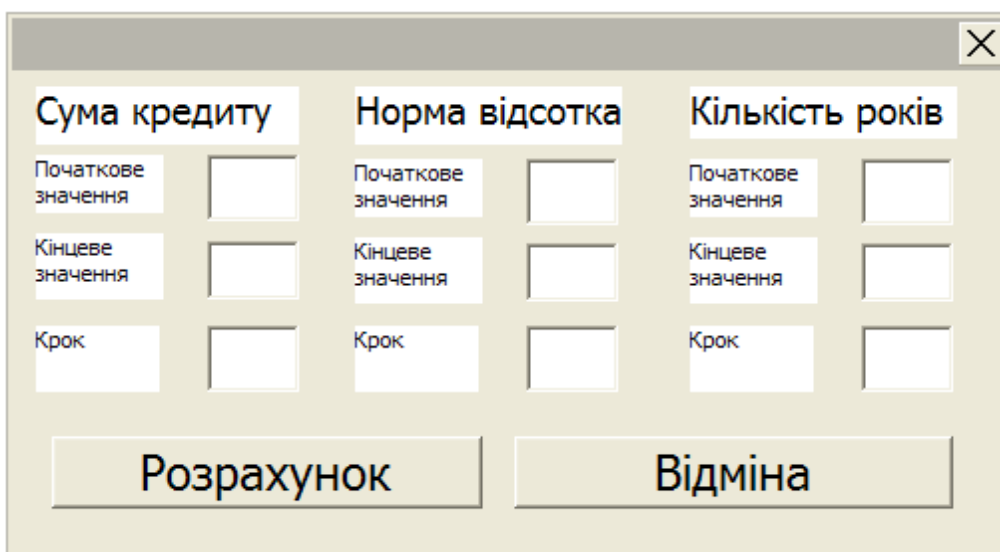 Сума кредиту
Норма відсотка
Кількість років
Початкове
значення
Початкове
значення
Початкове
значення
Кінцеве
значення
Кінцеве
значення
Кінцеве
значення
Крок
Крок
Крок
Розрахунок
Відміна